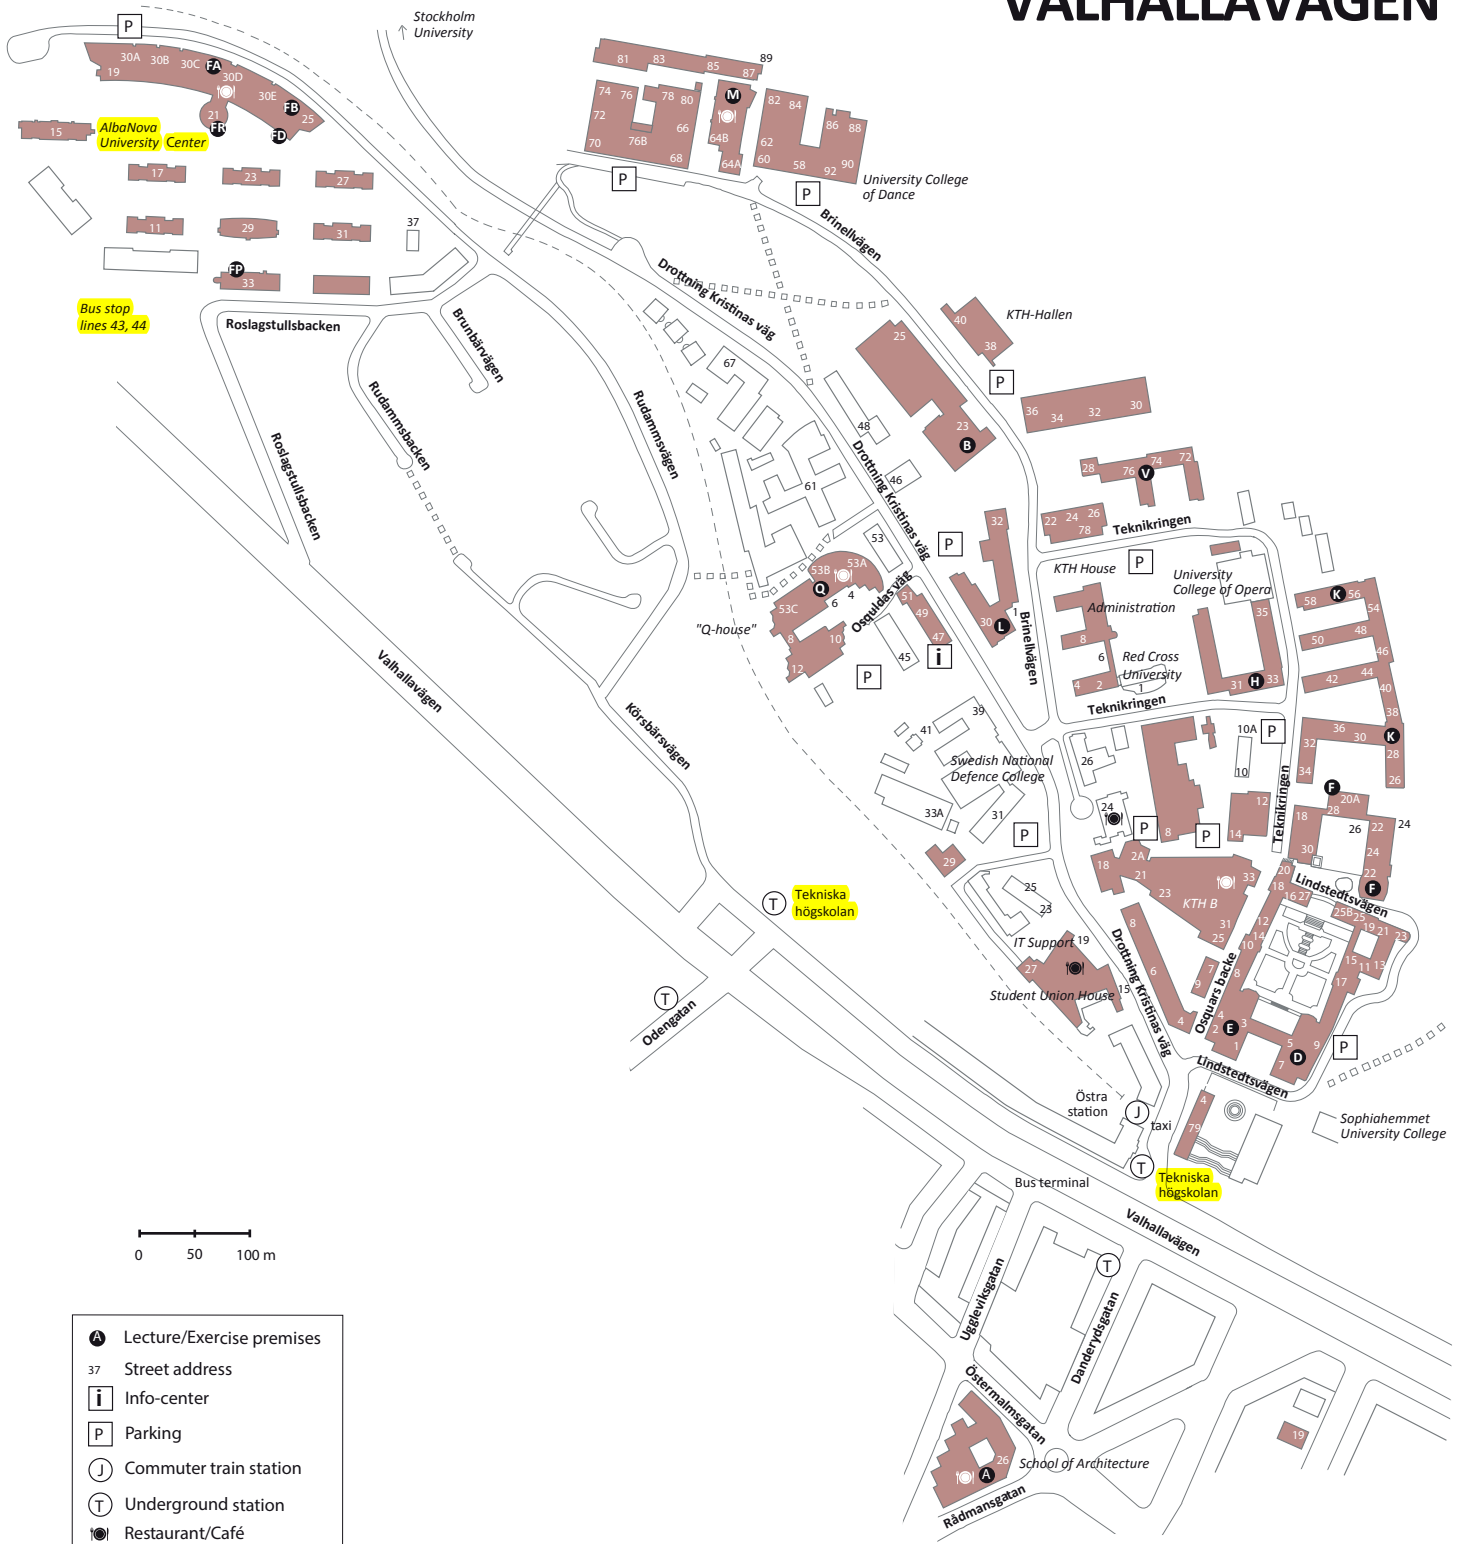 VALHALLAVÄGEN
Stockholm
University
P
30A
30B
30C
FA
30D
19
30E
FB
25
21
FR
FD
15
AlbaNova
University Center
17
23
27
11
29
31
37
FP
33
Bus stop
lines 43, 44
Roslagstullsbacken
Brunbärvägen
Rudammsbacken
Rudammsvägen
Roslagstullsbacken
81
83
85
87
89
74
76
78
80
M
82
84
72
66
86
88
76B
64B
62
70
68
64A
60
58
92
90
P
P
University College
of Dance
Brinellvägen
Drottning Kristinas väg
25
40
38
KTH-Hallen
P
67
36
34
32
30
48
23
B
28
76
V
74
72
Drottning Kristinas väg
46
61
22
24
26
78
Teknikringen
32
P
53
P
KTH House
University
College of Opera
53B
53A
Q
53C
6
4
Osquldas väg
51
49
47
8
10
12
45
"Q-house"
i
P
30
L
1
Brinellvägen
Administration
8
6
4
2
Red Cross
University
1
35
31
H
33
58
K
56
54
50
48
46
44
42
40
38
Teknikringen
Valhallavägen
Körsbärsvägen
39
41
Swedish National
Defence College
33A
31
P
26
24
10A
10
P
36
30
K
32
34
28
26
8
P
P
12
14
Teknikringen
F
20A
28
18
26
22
24
30
24
22
F
29
18
2A
21
23
33
KTH B
31
25
20
18
16
27
Lindstedtsvägen
25B
25
19
21
23
25
23
T
Tekniska
högskolan
8
12
14
10
15
11
13
IT Support
19
27
6
7
9
8
17
Student Union House
15
Drottning Kristinas väg
Osquars backe
4
4
2
E
3
1
5
9
D
7
P
T
Odengatan
Lindstedtsvägen
Östra
station
J
taxi
4
79
Sophiahemmet
University College
T
Tekniska
högskolan
Bus terminal
Valhallavägen
T
Uggleviksgatan
Danderydsgatan
Östermalmsgatan
26
A
School of Architecture
Rådmansgatan
19
0
50
100 m
A Lecture/Exercise premises
37 Street address
i Info-center
P Parking
J Commuter train station
T Underground station
Restaurant/Café